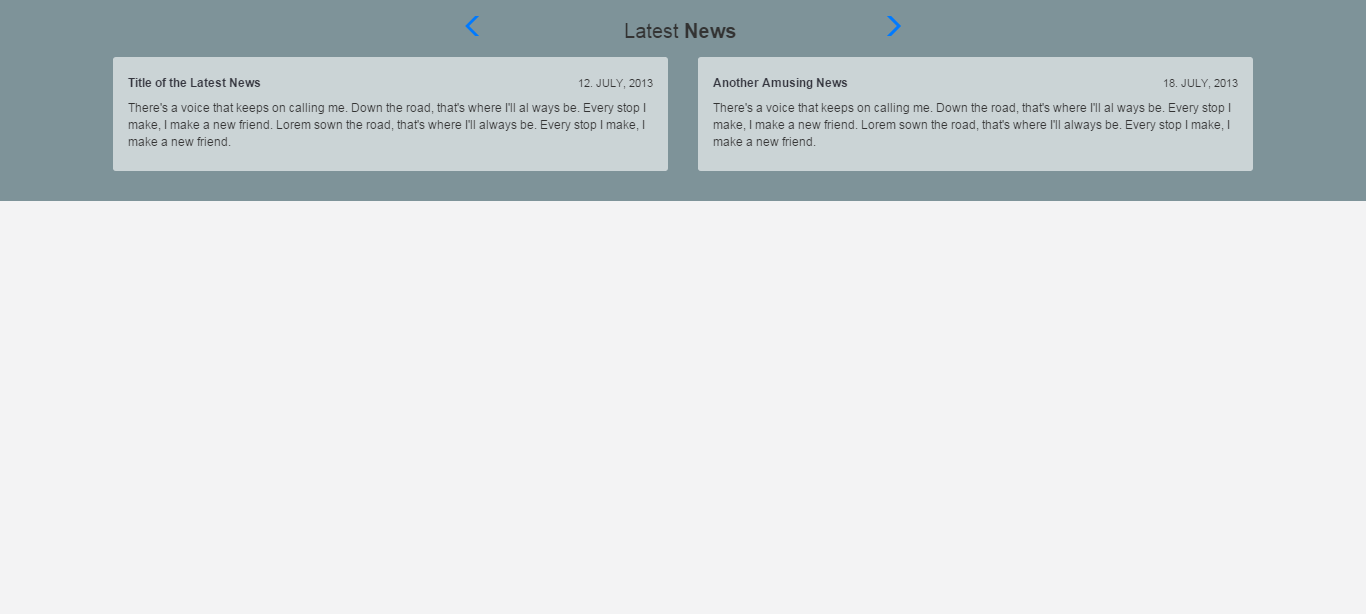 Latest News
Title of the Latest News 12. JULY, 2013
There's a voice that keeps on calling me. Down the road, that's where I'll al ways be. Every stop I
make, I make a new friend. Lorem sown the road, that's where I'll always be. Every stop I make, I
make a new friend.
Another Amusing News 18. JULY, 2013
There's a voice that keeps on calling me. Down the road, that's where I'll al ways be. Every stop I
make, I make a new friend. Lorem sown the road, that's where I'll always be. Every stop I make, I
make a new friend.